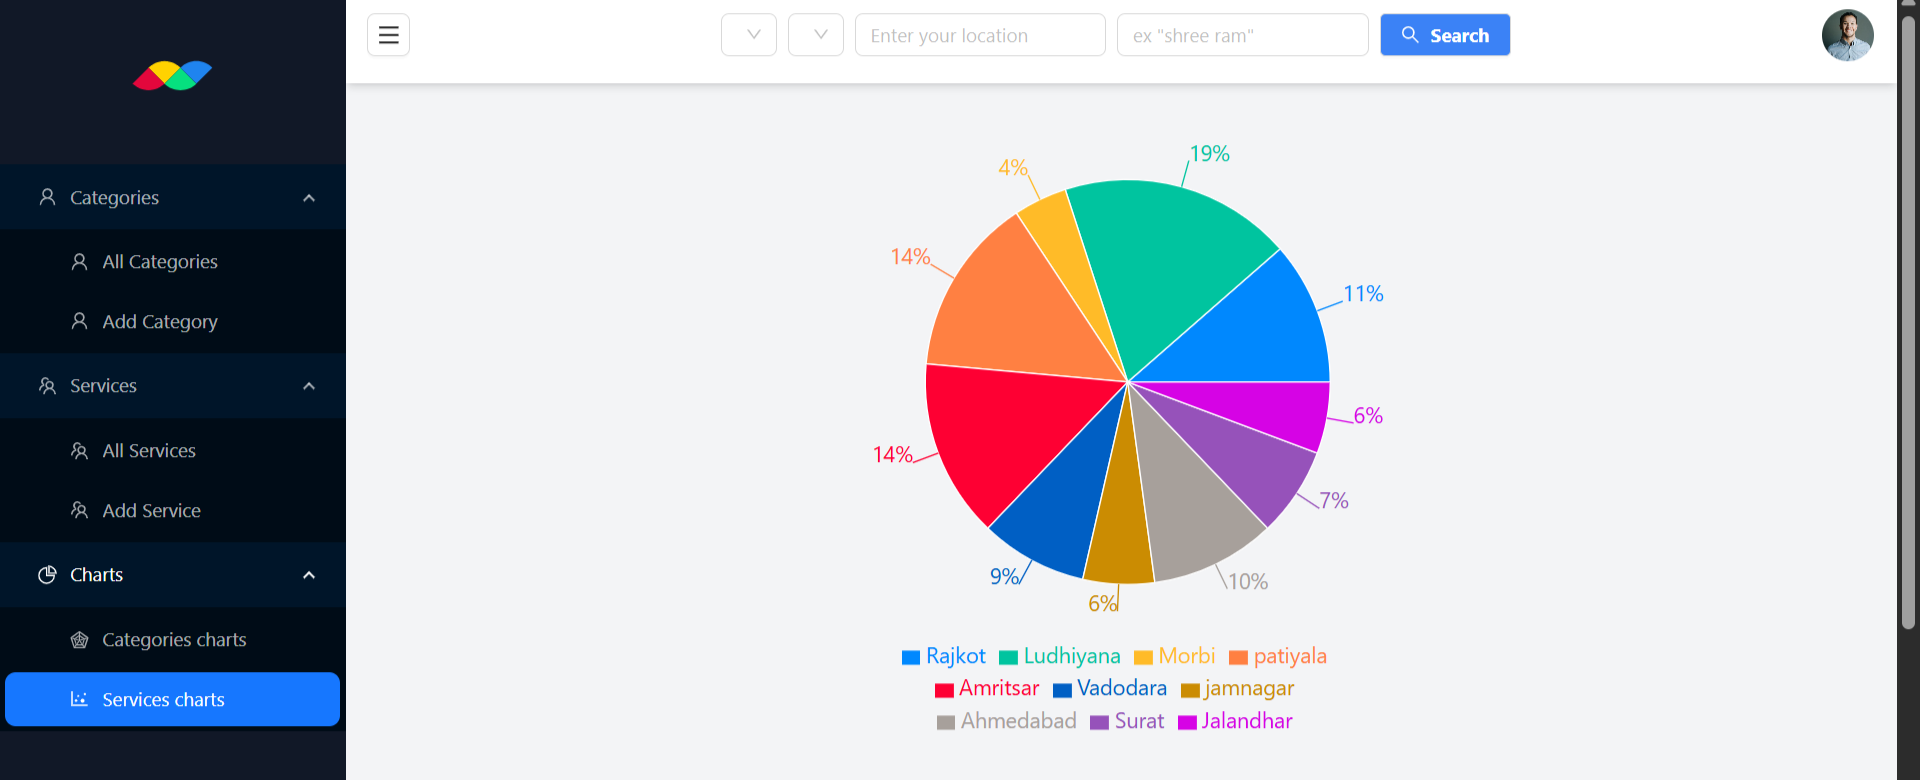 Enter your location
ex "shree ram"
Search
Categories
All Categories
Add Category
Services
All Services
Add Service
Charts
Categories charts
Services charts
19%
4%
14%
11%
6%
14%
7%
9%
10%
6%
Rajkot Ludhiyana Morbi patiyala
Amritsar Vadodara jamnagar
Ahmedabad Surat Jalandhar